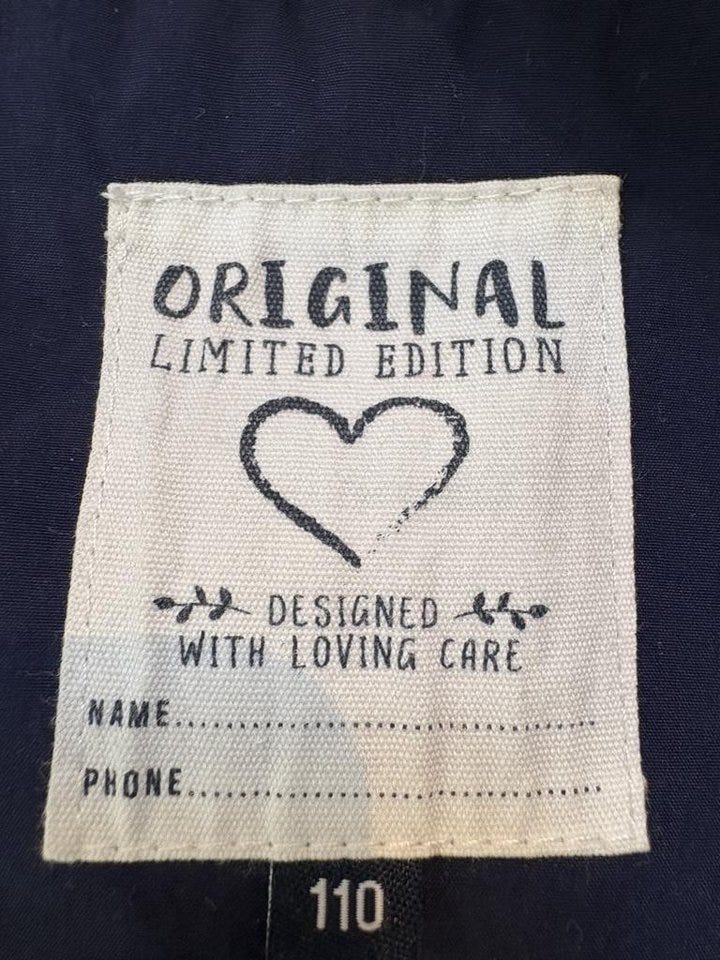 ORIGINAL
LIMITED EDITION
DESIGNED
WITH LOVING CARE
NAME..................................
PHONE..................................
110